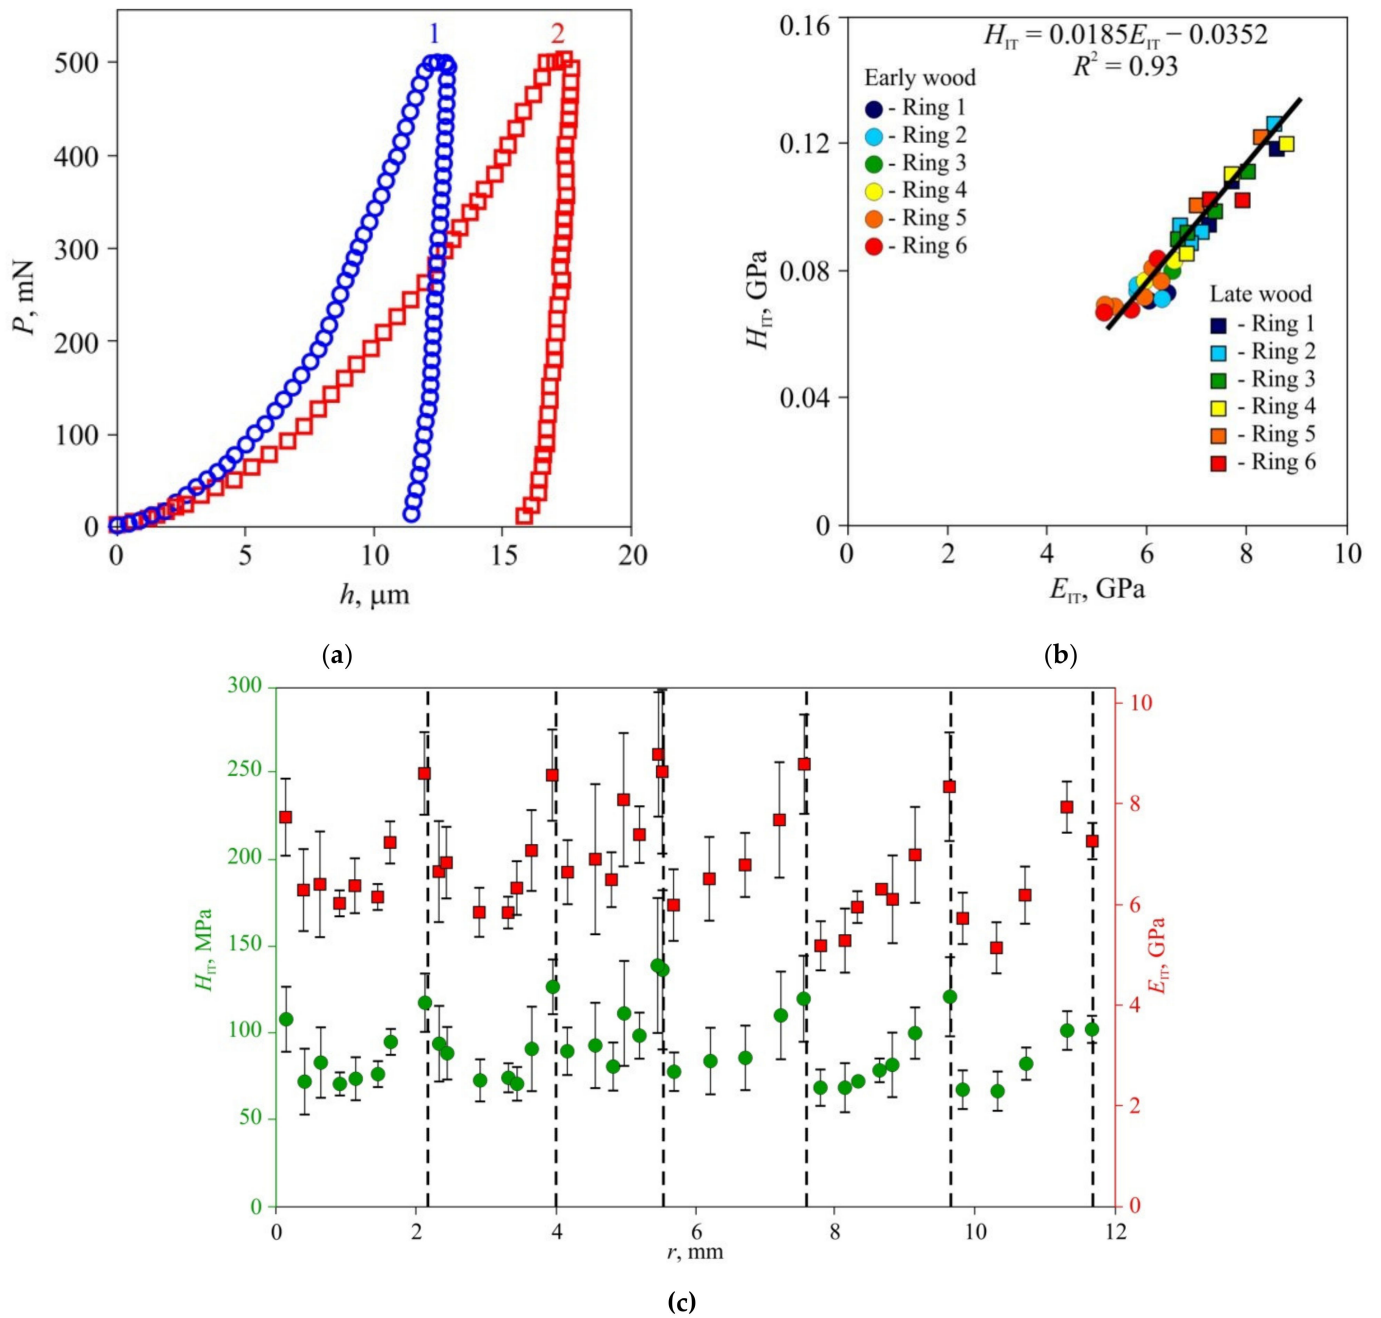 1
2
500
400
300
200
100
0
P, mN
0
5
10
15
20
h, μm
(a)
H_IT = 0.0185E_IT − 0.0352
R² = 0.93
0.16
0.12
0.08
0.04
0
H_IT, GPa
Early wood
- Ring 1
- Ring 2
- Ring 3
- Ring 4
- Ring 5
- Ring 6
Late wood
- Ring 1
- Ring 2
- Ring 3
- Ring 4
- Ring 5
- Ring 6
0
2
4
6
8
10
E_IT, GPa
(b)
300
250
200
150
100
50
0
H_IT, MPa
10
8
6
4
2
0
E_IT, GPa
0
2
4
6
8
10
12
r, mm
(c)